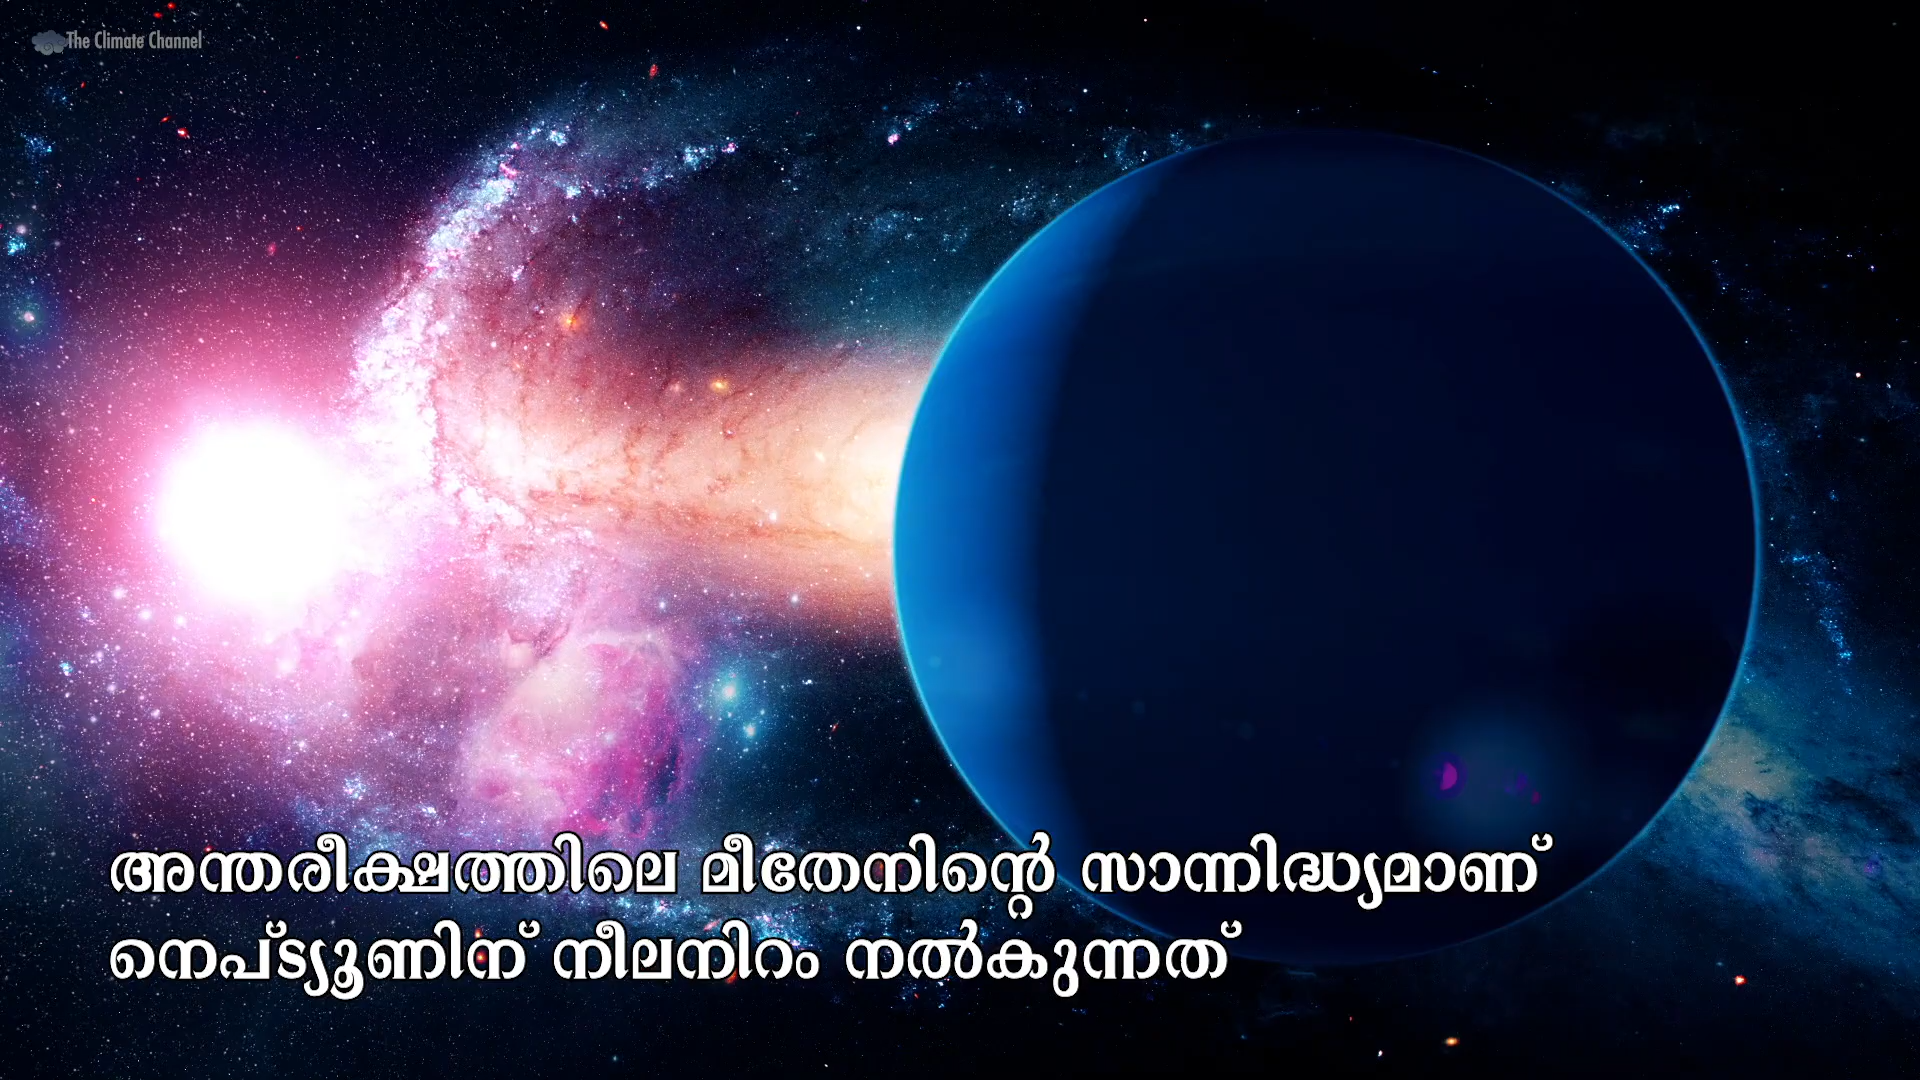 The Climate Channel
അന്തരീക്ഷത്തിലെ മീതേനിന്റെ സാന്നിദ്ധ്യമാണ്
നെപ്ട്യൂണിന് നീലനിറം നൽകുന്നത്